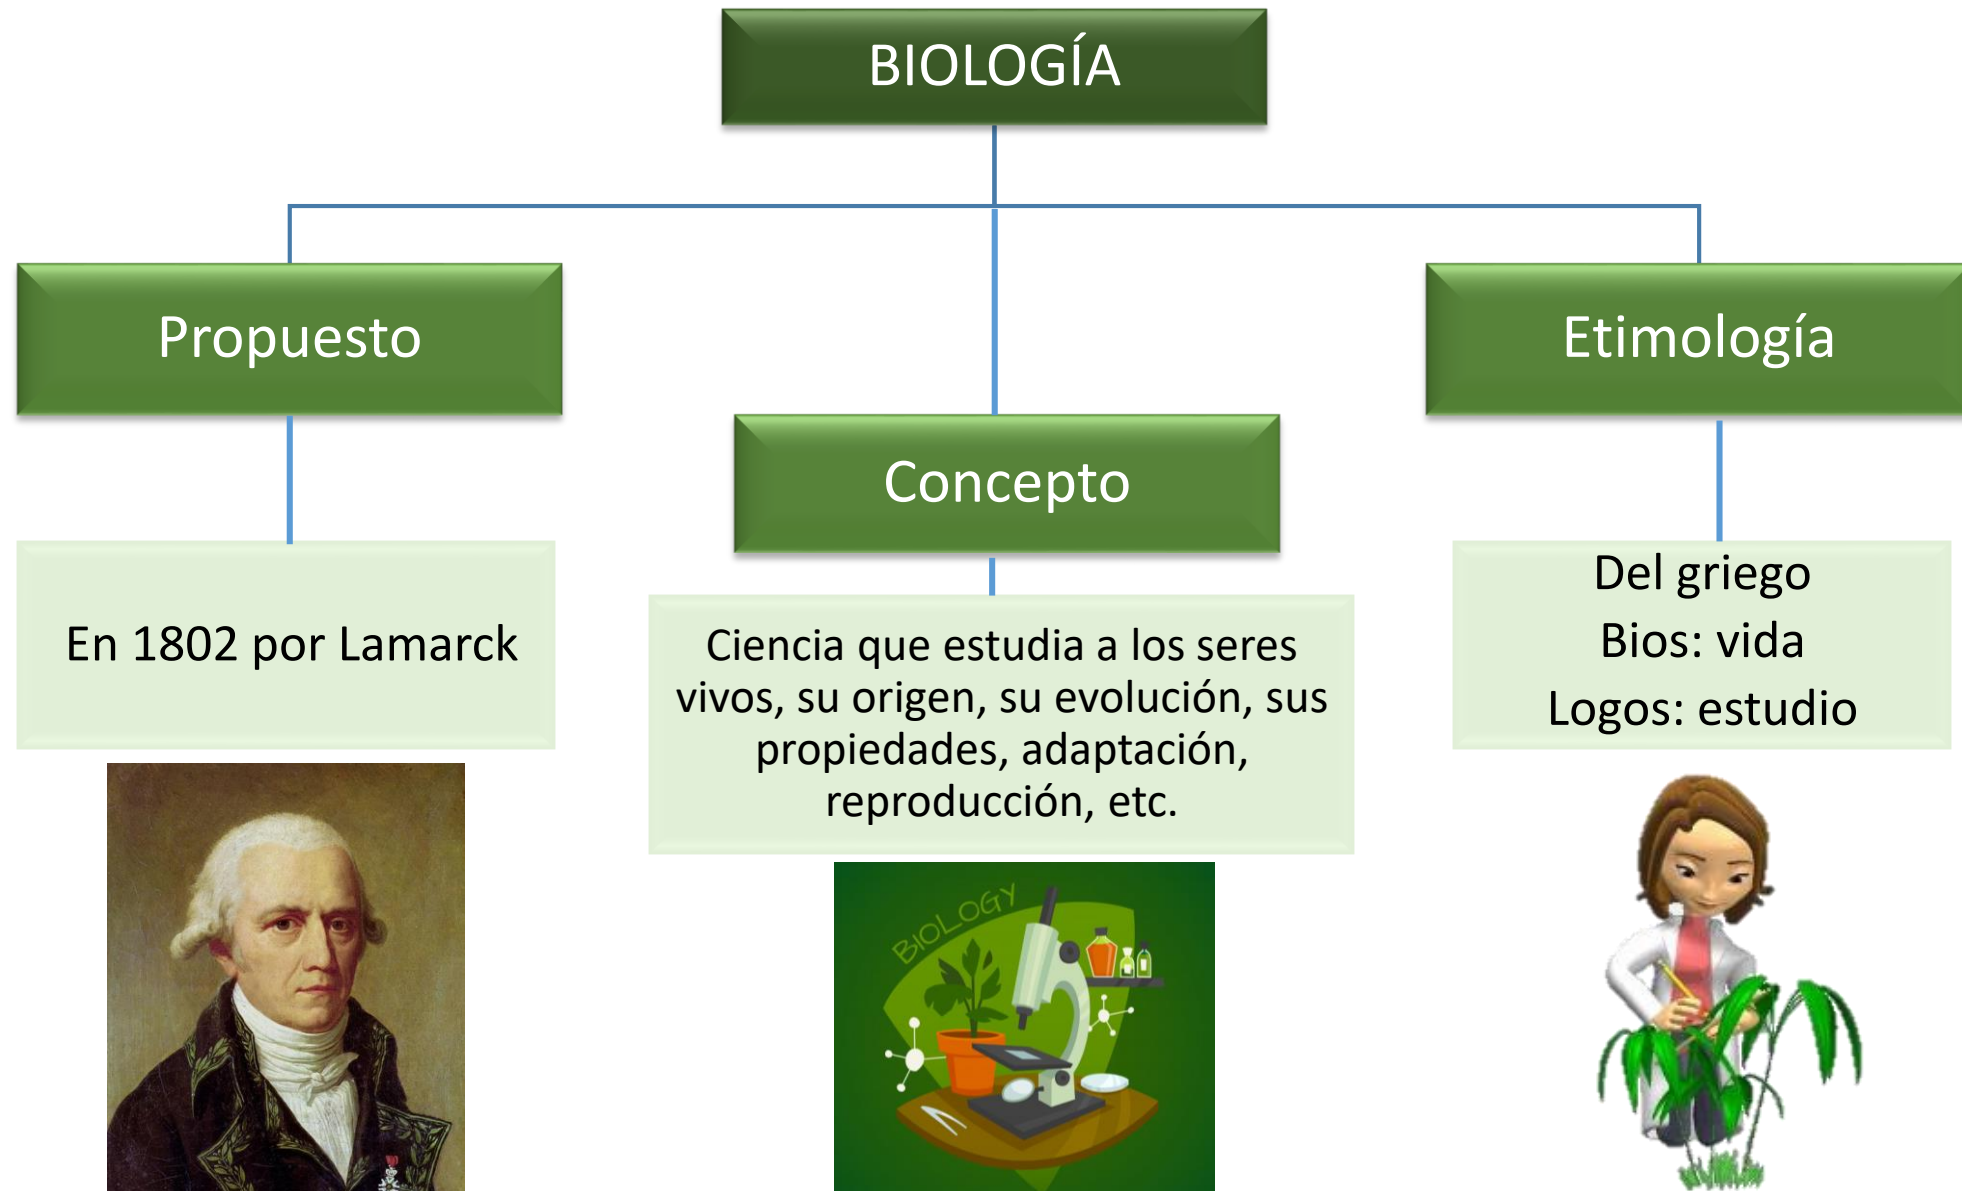 BIOLOGÍA
Propuesto
En 1802 por Lamarck
Concepto
Ciencia que estudia a los seres
vivos, su origen, su evolución, sus
propiedades, adaptación,
reproducción, etc.
BIOLOGY
Etimología
Del griego
Bios: vida
Logos: estudio